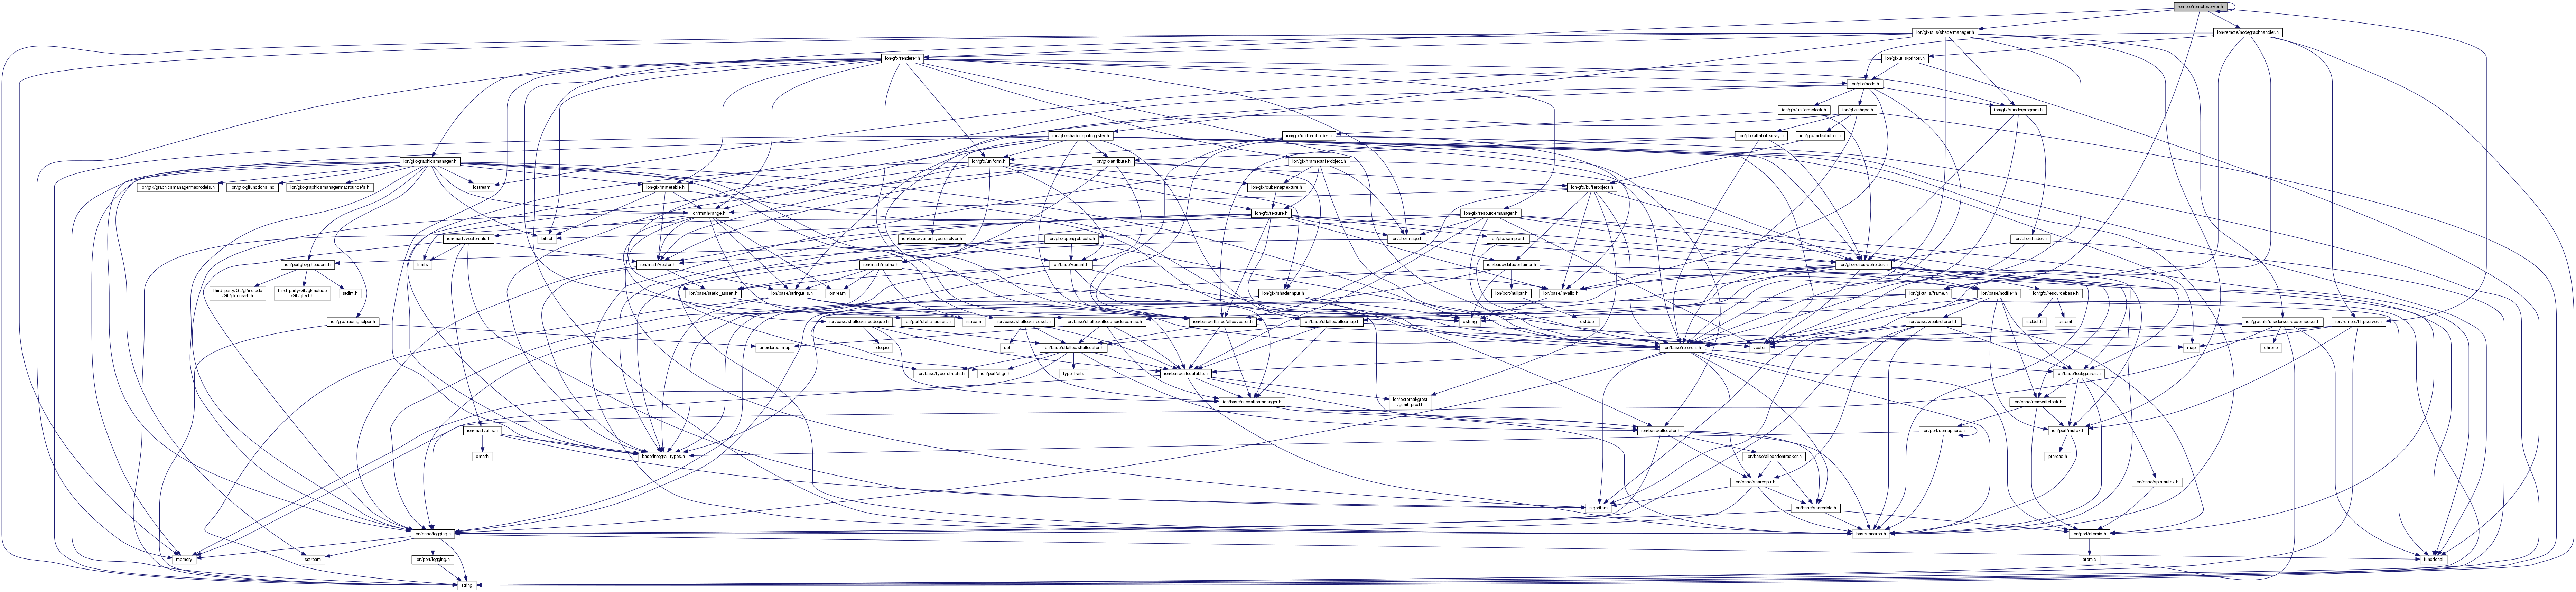 remote/remoteserver.h
ion/gfxutils/shadermanager.h
ion/remote/nodegraphhandler.h
ion/gfx/renderer.h
ion/gfxutils/printer.h
ion/gfx/node.h
ion/gfx/uniformblock.h
ion/gfx/shape.h
ion/gfx/shaderprogram.h
ion/gfx/shaderinputregistry.h
ion/gfx/uniformholder.h
ion/gfx/attributearray.h
ion/gfx/indexbuffer.h
ion/gfx/graphicsmanager.h
ion/gfx/uniform.h
ion/gfx/attribute.h
ion/gfx/framebufferobject.h
ion/gfx/graphicsmanagermacrodefs.h
ion/gfx/glfunctions.inc
ion/gfx/graphicsmanagermacroundefs.h
iostream
ion/gfx/statetable.h
ion/gfx/cubemaptexture.h
ion/gfx/bufferobject.h
ion/math/range.h
ion/gfx/texture.h
ion/gfx/resourcemanager.h
ion/math/vectorutils.h
bitset
ion/base/varianttyperesolver.h
ion/gfx/openglobjects.h
ion/gfx/image.h
ion/gfx/sampler.h
ion/gfx/shader.h
ion/portgfx/glheaders.h
limits
ion/math/vector.h
ion/math/matrix.h
ion/base/variant.h
ion/base/datacontainer.h
ion/gfx/resourceholder.h
third_party/GL/gl/include
/GL/glcorearb.h
third_party/GL/gl/include
/GL/glext.h
stdint.h
ion/base/static_assert.h
ion/base/stringutils.h
ostream
ion/gfx/shaderinput.h
ion/port/nullptr.h
ion/base/invalid.h
ion/gfxutils/frame.h
ion/base/notifier.h
ion/gfx/resourcebase.h
ion/gfx/tracinghelper.h
ion/base/stlalloc/allocdeque.h
ion/port/static_assert.h
istream
ion/base/stlalloc/allocset.h
ion/base/stlalloc/allocunorderedmap.h
ion/base/stlalloc/allocvector.h
ion/base/stlalloc/allocmap.h
cstring
cstddef
ion/base/weakreferent.h
stddef.h
cstdint
ion/gfxutils/shadersourcecomposer.h
ion/remote/httpserver.h
unordered_map
deque
set
ion/base/stlalloc/stlallocator.h
ion/base/referent.h
vector
map
chrono
ion/base/type_structs.h
ion/port/align.h
type_traits
ion/base/allocatable.h
ion/base/lockguards.h
ion/base/allocationmanager.h
ion/external/gtest
/gunit_prod.h
ion/base/readwritelock.h
ion/math/utils.h
ion/base/allocator.h
ion/port/semaphore.h
ion/port/mutex.h
cmath
base/integral_types.h
ion/base/allocationtracker.h
pthread.h
ion/base/sharedptr.h
ion/base/spinmutex.h
algorithm
ion/base/shareable.h
ion/base/logging.h
base/macros.h
ion/port/atomic.h
memory
sstream
ion/port/logging.h
atomic
functional
string